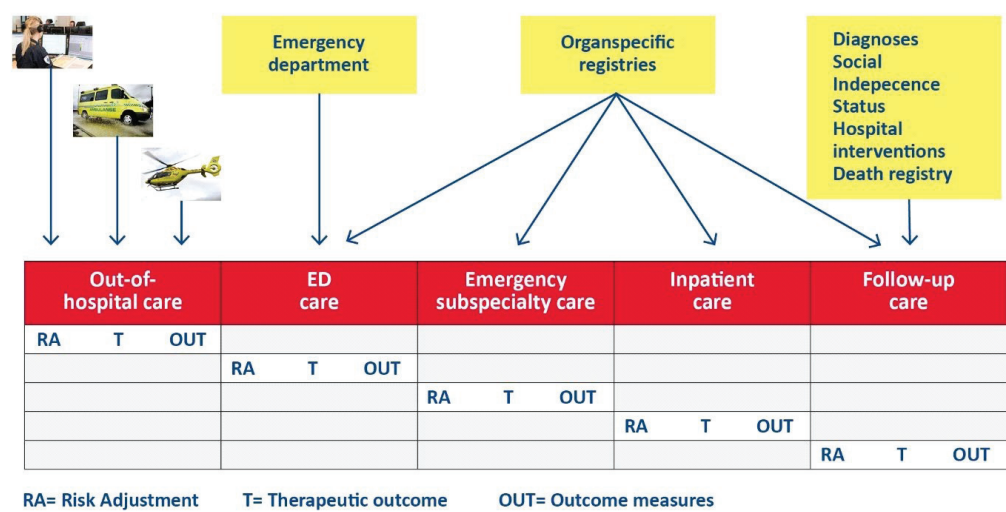 Emergency
department
Organspecific
registries
Diagnoses
Social
Indepecence
Status
Hospital
interventions
Death registry
Out-of-
hospital care
ED
care
Emergency
subspecialty care
Inpatient
care
Follow-up
care
RA T OUT
RA T OUT
RA T OUT
RA T OUT
RA T OUT
RA= Risk Adjustment T= Therapeutic outcome OUT= Outcome measures